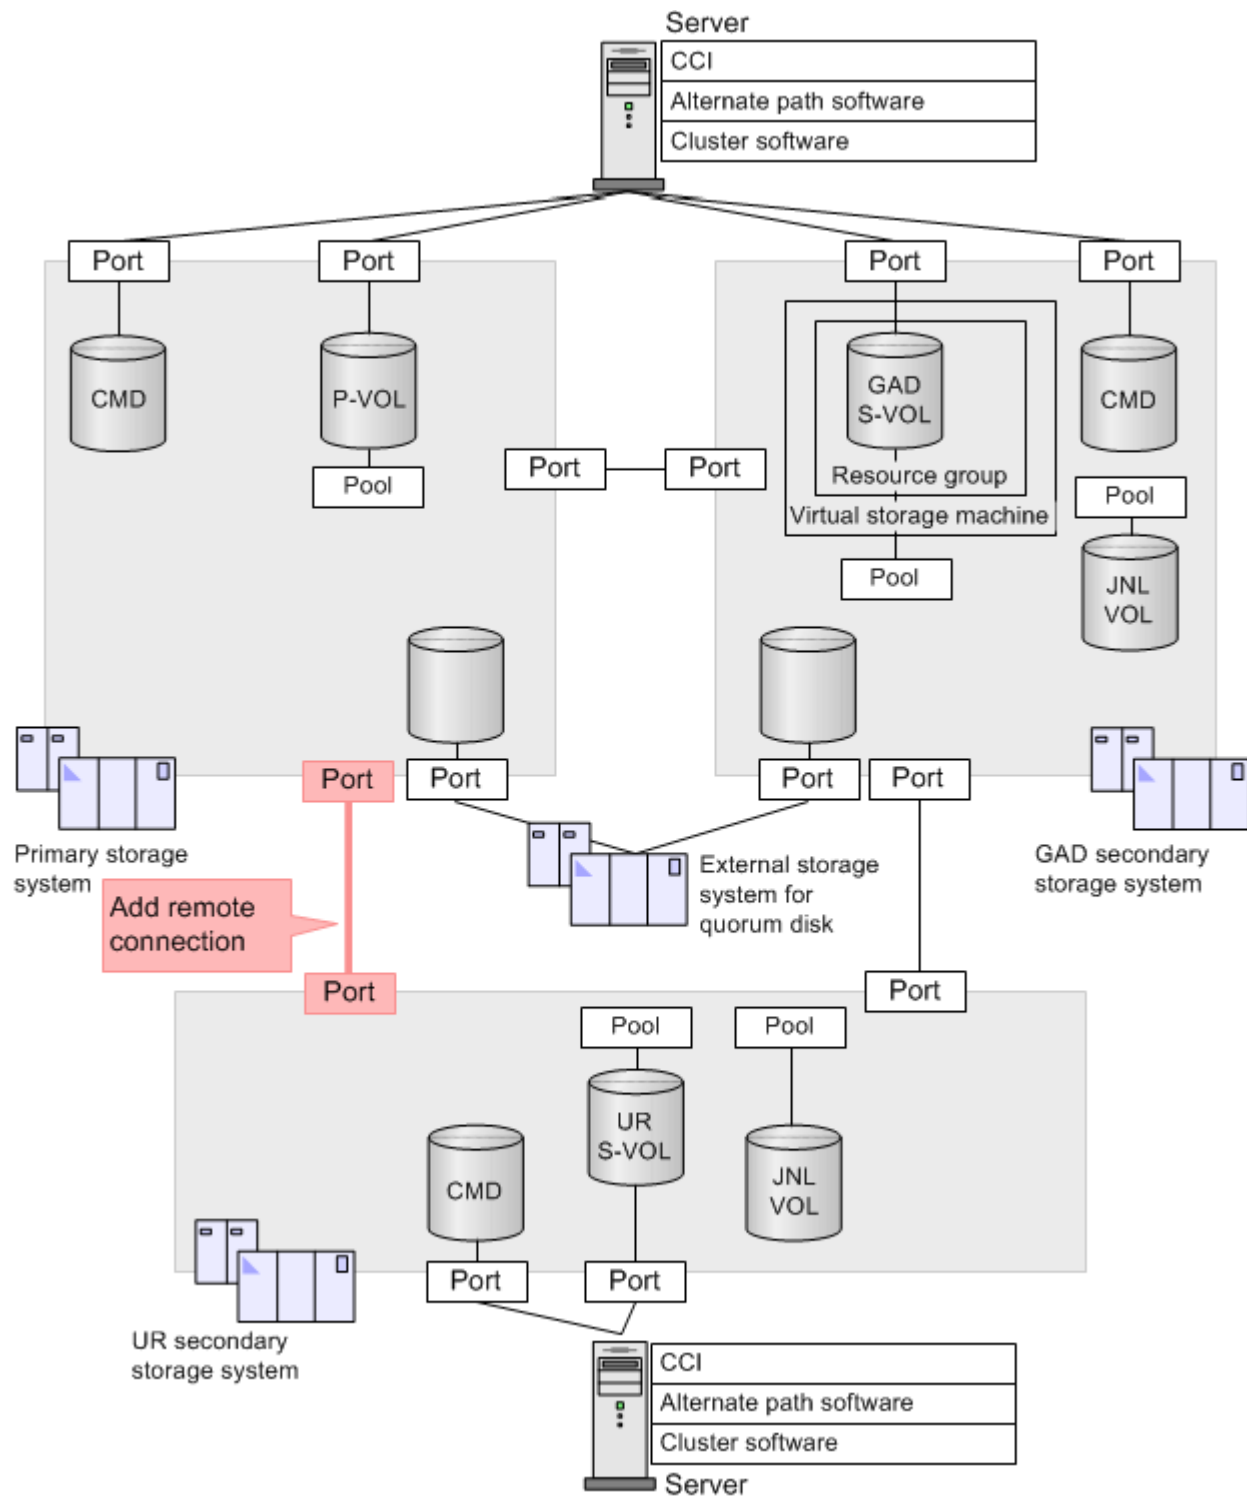 Server
CCI
Alternate path software
Cluster software
Port
Port
Port
Port
CMD
P-VOL
GAD
S-VOL
CMD
Port
Port
Pool
Resource group
Pool
Virtual storage machine
Pool
JNL
VOL
Port
Port
Port
Port
Primary storage
system
External storage
system for
quorum disk
GAD secondary
storage system
Add remote
connection
Port
Port
Pool
Pool
UR
S-VOL
CMD
JNL
VOL
Port
Port
UR secondary
storage system
CCI
Alternate path software
Cluster software
Server